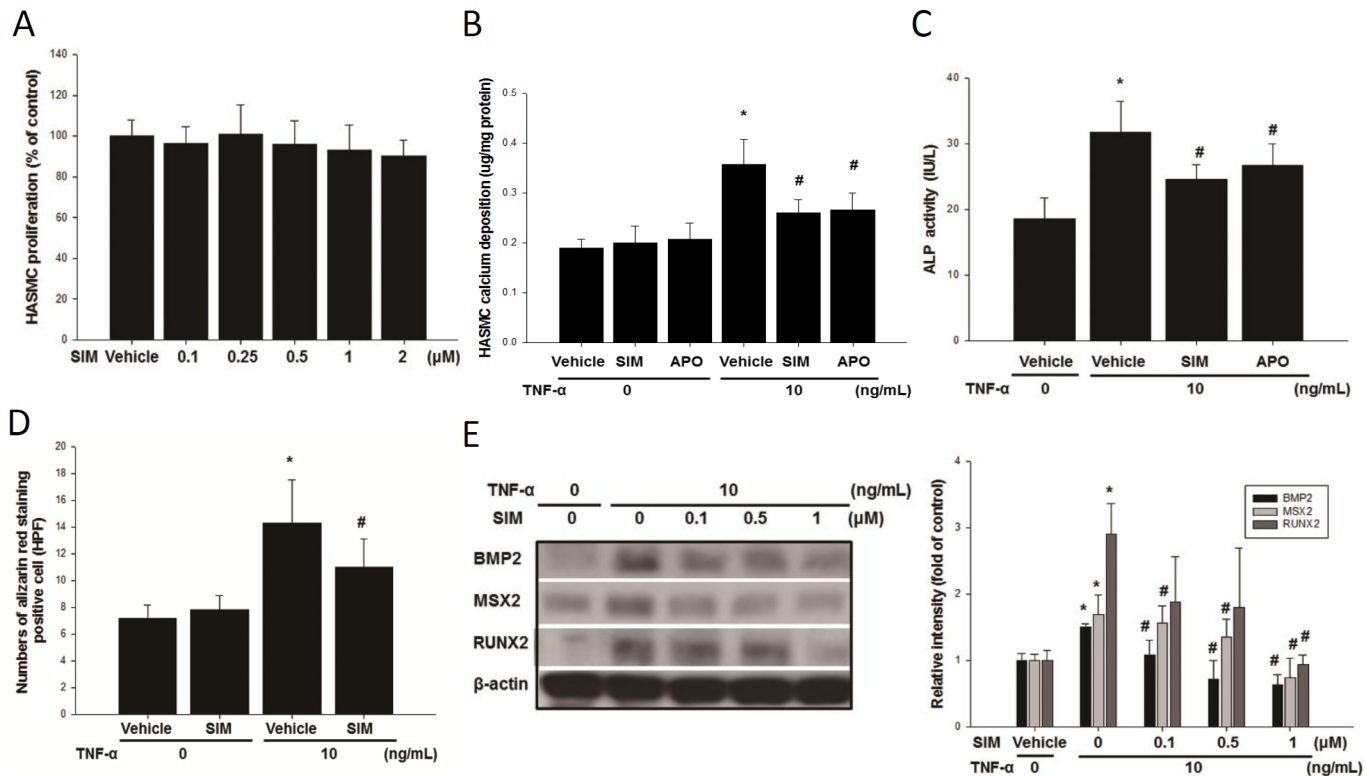 A
HASMC proliferation (% of control)
140
120
100
80
60
40
20
0
SIM Vehicle 0.1 0.25 0.5 1 2 (μM)
B
HASMC calcium deposition (ug/mg protein)
0.5
0.4
0.3
0.2
0.1
0.0
*
#
#
Vehicle SIM APO Vehicle SIM APO
TNF-α 0 10 (ng/mL)
C
ALP activity (IU/L)
40
30
20
10
0
*
#
#
Vehicle Vehicle SIM APO
TNF-α 0 10 (ng/mL)
D
Numbers of alizarin red staining
positive cell (HPF)
20
18
16
14
12
10
8
6
4
2
0
*
#
Vehicle SIM Vehicle SIM
TNF-α 0 10 (ng/mL)
E
TNF-α 0 10 (ng/mL)
SIM 0 0 0.1 0.5 1 (μM)
BMP2
MSX2
RUNX2
β-actin
Relative intensity (fold of control)
4
3
2
1
0
BMP2
MSX2
RUNX2
* * *
# #
# #
# # #
SIM Vehicle 0 0.1 0.5 1 (μM)
TNF-α 0 10 (ng/mL)